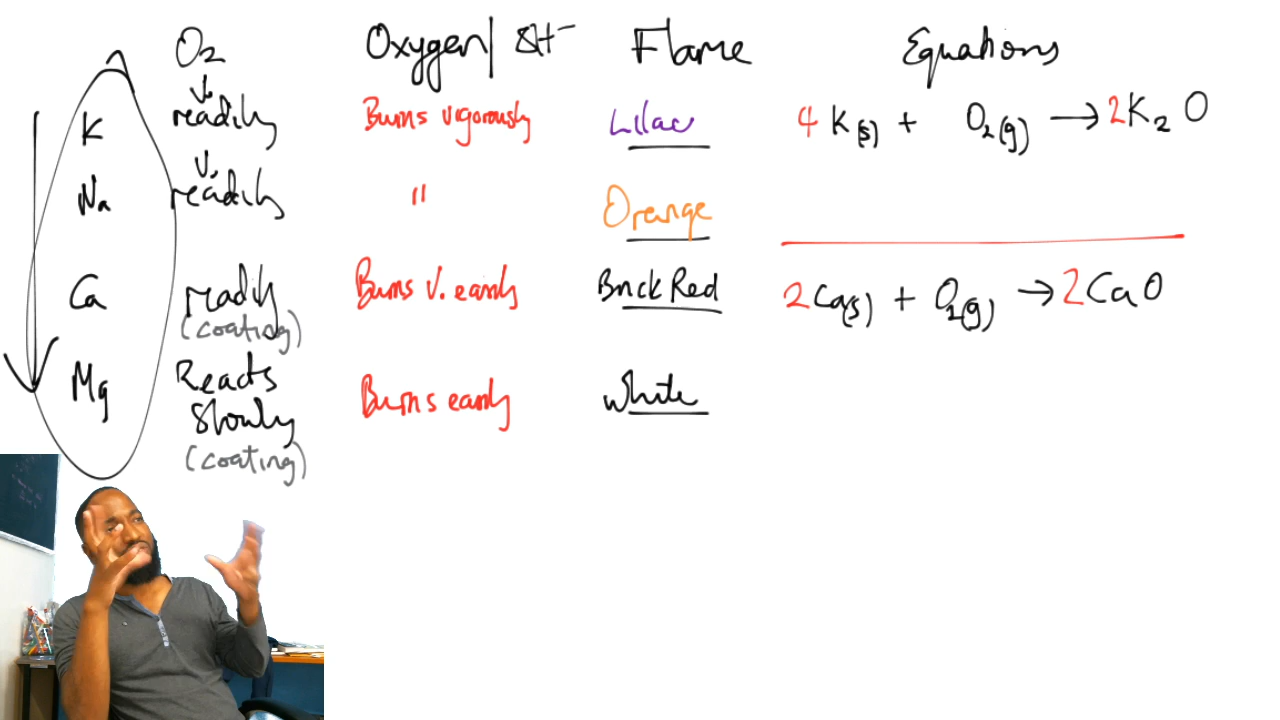 O₂ Oxygen/ ΔH⁻ Flame Equations
K v. readily Burns vigorously Lilac 4 K(s) + O₂(g) → 2K₂O
Na v. readily " Orange
Ca readily Burns v. easily Brick Red 2Ca(s) + O₂(g) → 2CaO
(coating)
Mg Reacts Burns easily White
Slowly
(coating)